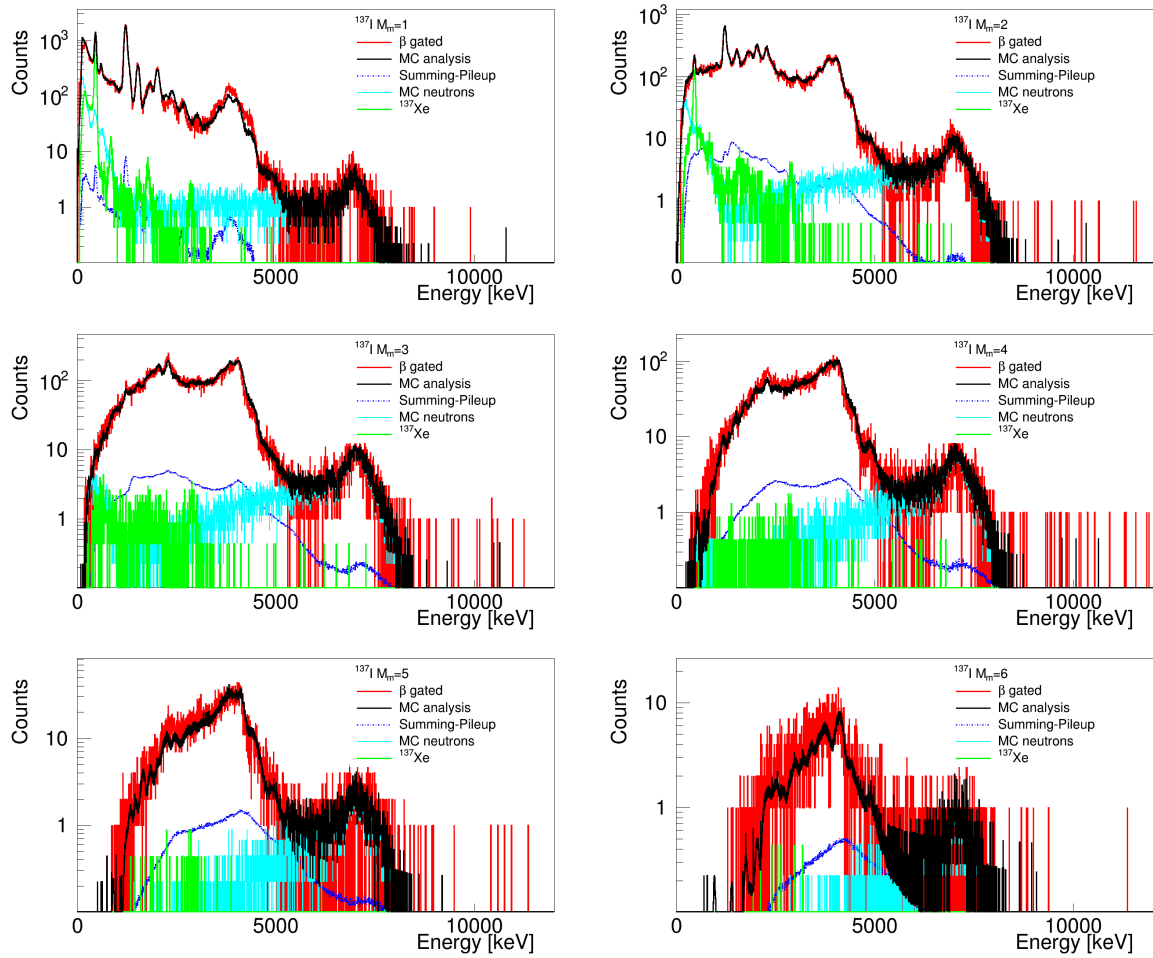 ¹³⁷I Mₘ=1
β gated
MC analysis
Summing-Pileup
MC neutrons
¹³⁷Xe
Counts
10³
10²
10
1
0
5000
10000
Energy [keV]
¹³⁷I Mₘ=2
β gated
MC analysis
Summing-Pileup
MC neutrons
¹³⁷Xe
Counts
10³
10²
10
1
0
5000
10000
Energy [keV]
¹³⁷I Mₘ=3
β gated
MC analysis
Summing-Pileup
MC neutrons
¹³⁷Xe
Counts
10²
10
1
0
5000
10000
Energy [keV]
¹³⁷I Mₘ=4
β gated
MC analysis
Summing-Pileup
MC neutrons
¹³⁷Xe
Counts
10²
10
1
0
5000
10000
Energy [keV]
¹³⁷I Mₘ=5
β gated
MC analysis
Summing-Pileup
MC neutrons
¹³⁷Xe
Counts
10
1
0
5000
10000
Energy [keV]
¹³⁷I Mₘ=6
β gated
MC analysis
Summing-Pileup
MC neutrons
¹³⁷Xe
Counts
10
1
0
5000
10000
Energy [keV]